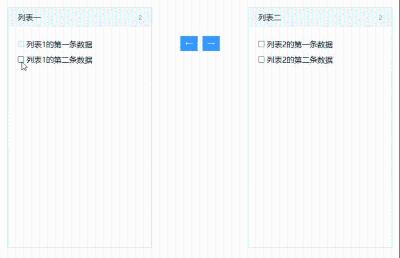 列表一 2
列表1的第一条数据
列表1的第二条数据
← →
列表二 2
列表2的第一条数据
列表2的第二条数据